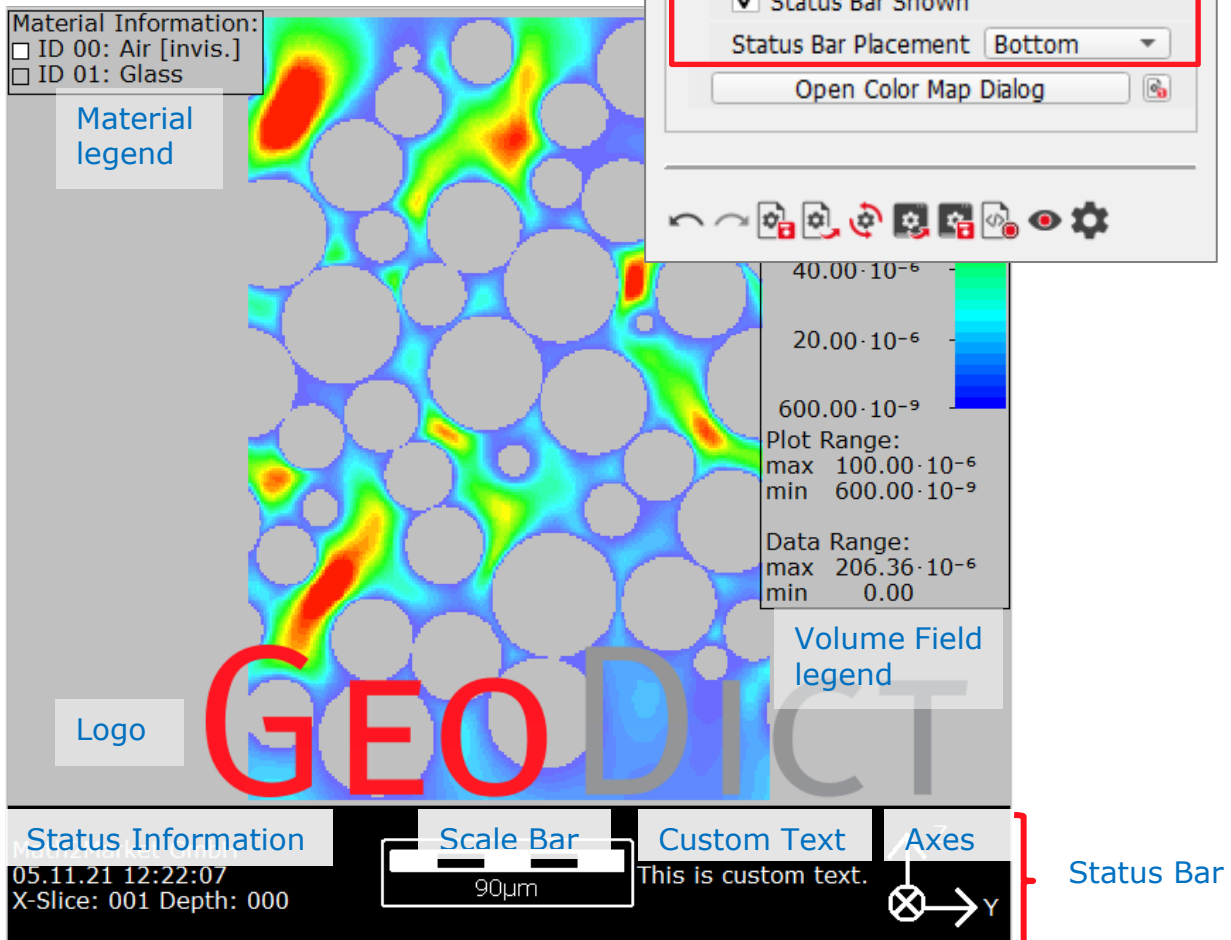 Material Information:
ID 00: Air [invis.]
ID 01: Glass
Material
legend
Status Bar Shown
Status Bar Placement Bottom
Open Color Map Dialog
40.00·10⁻⁶
20.00·10⁻⁶
600.00·10⁻⁹
Plot Range:
max 100.00·10⁻⁶
min 600.00·10⁻⁹
Data Range:
max 206.36·10⁻⁶
min 0.00
Volume Field
legend
Logo
GEODICT
Status Information
Scale Bar
Custom Text
Axes
Math2Market GmbH
05.11.21 12:22:07
X-Slice: 001 Depth: 000
90µm
This is custom text.
Z
Y
Status Bar